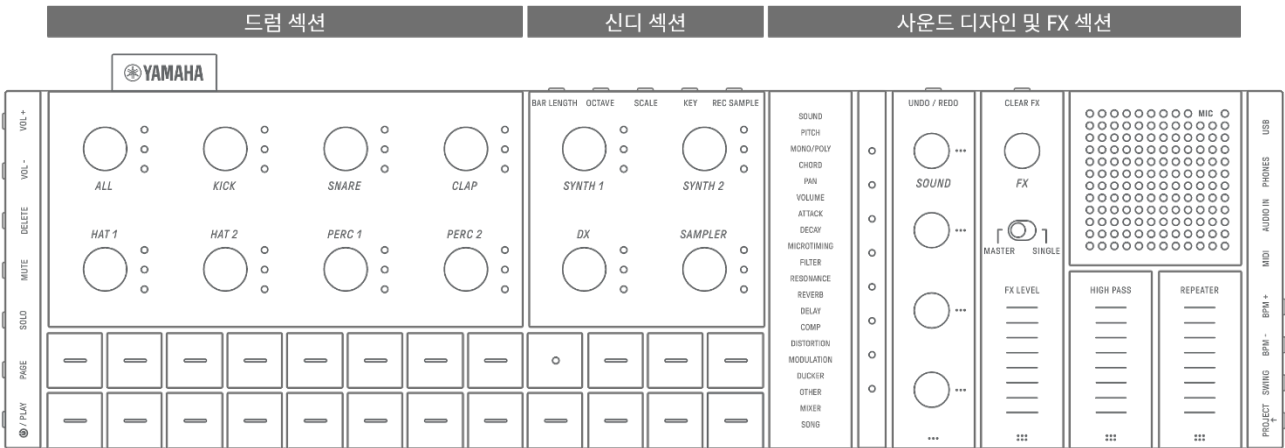 드럼 섹션
신디 섹션
사운드 디자인 및 FX 섹션
YAMAHA
VOL +
VOL -
DELETE
MUTE
SOLO
PAGE
/ PLAY
ALL
KICK
SNARE
CLAP
HAT 1
HAT 2
PERC 1
PERC 2
BAR LENGTH
OCTAVE
SCALE
KEY
REC SAMPLE
SYNTH 1
SYNTH 2
DX
SAMPLER
SOUND
PITCH
MONO/POLY
CHORD
PAN
VOLUME
ATTACK
DECAY
MICROTIMING
FILTER
RESONANCE
REVERB
DELAY
COMP
DISTORTION
MODULATION
DUCKER
OTHER
MIXER
SONG
UNDO / REDO
SOUND
CLEAR FX
FX
MASTER
SINGLE
FX LEVEL
MIC
HIGH PASS
REPEATER
USB
PHONES
AUDIO IN
MIDI
BPM +
BPM -
SWING
PROJECT